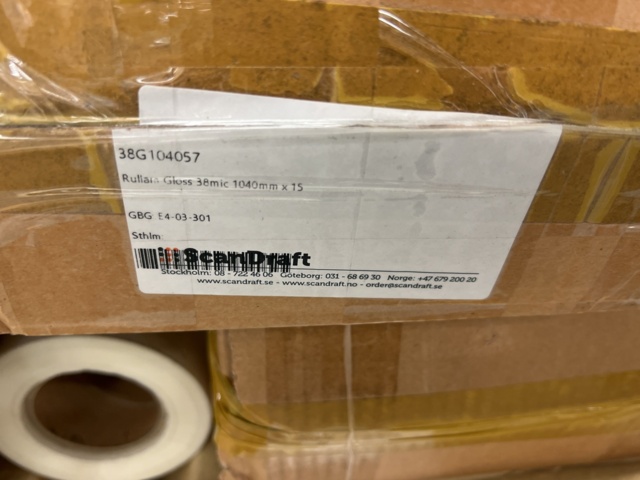 38G104057
Rullam Gloss 38mic 1040mm x 15
GBG E4-03-301
Sthlm
ScanDraft
Stockholm: 08 - 722 46 06 Göteborg: 031 - 68 69 30 Norge: +47 679 200 20
www.scandraft.se - www.scandraft.no - order@scandraft.se